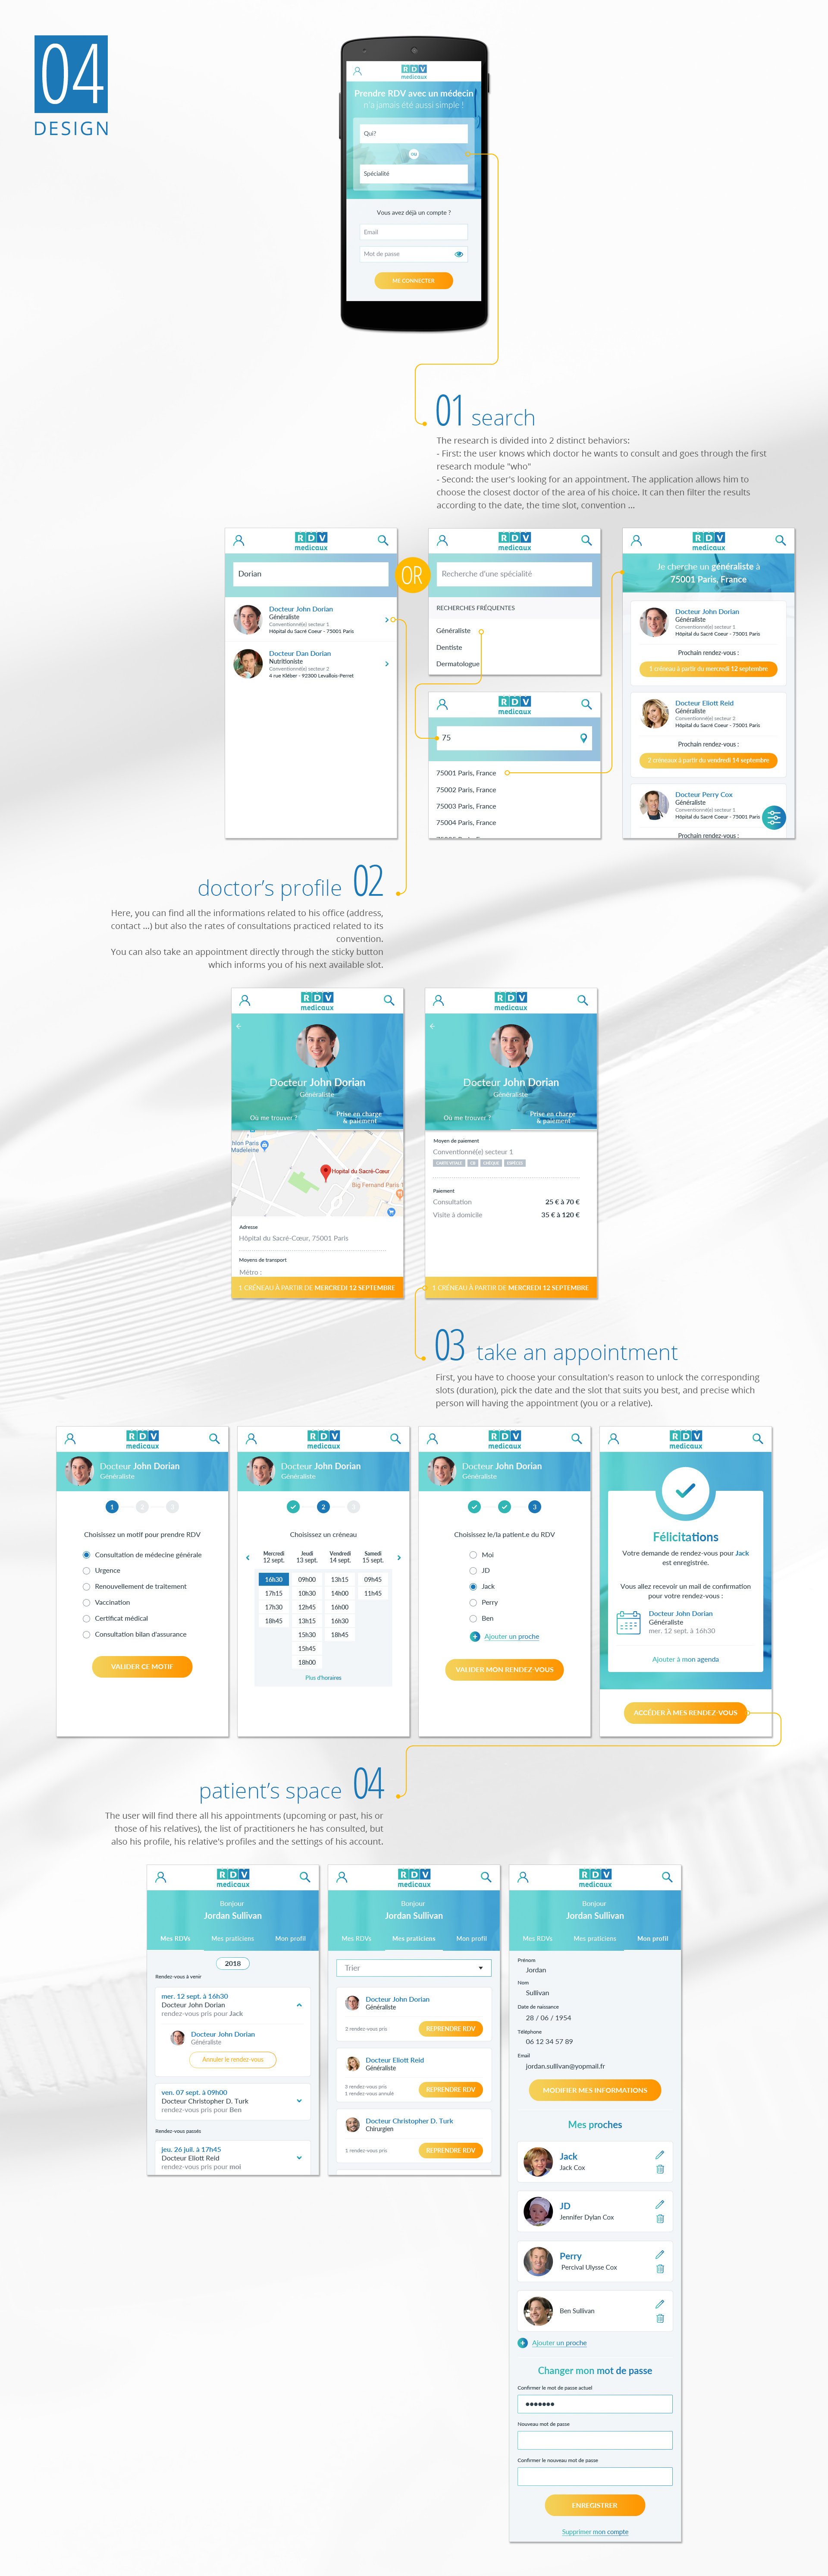 04
DESIGN
RDV
medicaux
Prendre RDV avec un médecin
n'a jamais été aussi simple !
Qui?
OU
Spécialité
Vous avez déjà un compte ?
Email
Mot de passe
ME CONNECTER
01 search
The research is divided into 2 distinct behaviors:
- First: the user knows which doctor he wants to consult and goes through the first
research module "who"
- Second: the user's looking for an appointment. The application allows him to
choose the closest doctor of the area of his choice. It can then filter the results
according to the date, the time slot, convention ...
RDV
medicaux
Dorian
Docteur John Dorian
Généraliste
Conventionné(e) secteur 1
Hôpital du Sacré Coeur - 75001 Paris
Docteur Dan Dorian
Nutritioniste
Conventionné(e) secteur 2
4 rue Kléber - 92300 Levallois-Perret
OR
RDV
medicaux
Recherche d'une spécialité
RECHERCHES FRÉQUENTES
Généraliste
Dentiste
Dermatologue
RDV
medicaux
75
75001 Paris, France
75002 Paris, France
75003 Paris, France
75004 Paris, France
RDV
medicaux
Je cherche un généraliste à
75001 Paris, France
Docteur John Dorian
Généraliste
Conventionné(e) secteur 1
Hôpital du Sacré Coeur - 75001 Paris
Prochain rendez-vous :
1 créneau à partir du mercredi 12 septembre
Docteur Eliott Reid
Généraliste
Conventionné(e) secteur 2
Hôpital du Sacré Coeur - 75001 Paris
Prochain rendez-vous :
2 créneaux à partir du vendredi 14 septembre
Docteur Perry Cox
Généraliste
Conventionné(e) secteur 1
Hôpital du Sacré Coeur - 75001 Paris
Prochain rendez-vous :
doctor's profile 02
Here, you can find all the informations related to his office (address,
contact ...) but also the rates of consultations practiced related to its
convention.
You can also take an appointment directly through the sticky button
which informs you of his next available slot.
RDV
medicaux
Docteur John Dorian
Généraliste
Où me trouver ?
Prise en charge
& paiement
hlon Paris
Madeleine
Hopital du Sacré-Cœur
Big Fernand Paris 1
Adresse
Hôpital du Sacré-Cœur, 75001 Paris
Moyens de transport
Métro :
1 CRÉNEAU À PARTIR DE MERCREDI 12 SEPTEMBRE
RDV
medicaux
Docteur John Dorian
Généraliste
Où me trouver ?
Prise en charge
& paiement
Moyen de paiement
Conventionné(e) secteur 1
CARTE VITALE CB CHÈQUE ESPÈCES
Paiement
Consultation 25 € à 70 €
Visite à domicile 35 € à 120 €
1 CRÉNEAU À PARTIR DE MERCREDI 12 SEPTEMBRE
03 take an appointment
First, you have to choose your consultation's reason to unlock the corresponding
slots (duration), pick the date and the slot that suits you best, and precise which
person will having the appointment (you or a relative).
RDV
medicaux
Docteur John Dorian
Généraliste
1 2 3
Choisissez un motif pour prendre RDV
Consultation de médecine générale
Urgence
Renouvellement de traitement
Vaccination
Certificat médical
Consultation bilan d'assurance
VALIDER CE MOTIF
RDV
medicaux
Docteur John Dorian
Généraliste
2 3
Choisissez un créneau
Mercredi Jeudi Vendredi Samedi
12 sept. 13 sept. 14 sept. 15 sept.
16h30 09h00 13h15 09h45
17h15 10h30 14h00 11h45
17h30 12h45 16h00
18h45 13h15 16h30
15h30 18h45
15h45
18h00
Plus d'horaires
RDV
medicaux
Docteur John Dorian
Généraliste
3
Choisissez le/la patient.e du RDV
Moi
JD
Jack
Perry
Ben
Ajouter un proche
VALIDER MON RENDEZ-VOUS
RDV
medicaux
Félicitations
Votre demande de rendez-vous pour Jack
est enregistrée.
Vous allez recevoir un mail de confirmation
pour votre rendez-vous :
Docteur John Dorian
Généraliste
mer. 12 sept. à 16h30
Ajouter à mon agenda
ACCÉDER À MES RENDEZ-VOUS
patient's space 04
The user will find there all his appointments (upcoming or past, his or
those of his relatives), the list of practitioners he has consulted, but
also his profile, his relative's profiles and the settings of his account.
RDV
medicaux
Bonjour
Jordan Sullivan
Mes RDVs Mes praticiens Mon profil
2018
Rendez-vous à venir
mer. 12 sept. à 16h30
Docteur John Dorian
rendez-vous pris pour Jack
Docteur John Dorian
Généraliste
Annuler le rendez-vous
ven. 07 sept. à 09h00
Docteur Christopher D. Turk
rendez-vous pris pour Ben
Rendez-vous passés
jeu. 26 juil. à 17h45
Docteur Eliott Reid
rendez-vous pris pour moi
RDV
medicaux
Bonjour
Jordan Sullivan
Mes RDVs Mes praticiens Mon profil
Trier
Docteur John Dorian
Généraliste
2 rendez-vous pris
REPRENDRE RDV
Docteur Eliott Reid
Généraliste
3 rendez-vous pris
1 rendez-vous annulé
REPRENDRE RDV
Docteur Christopher D. Turk
Chirurgien
1 rendez-vous pris
REPRENDRE RDV
RDV
medicaux
Bonjour
Jordan Sullivan
Mes RDVs Mes praticiens Mon profil
Prénom
Jordan
Nom
Sullivan
Date de naissance
28 / 06 / 1954
Téléphone
06 12 34 57 89
Email
jordan.sullivan@yopmail.fr
MODIFIER MES INFORMATIONS
Mes proches
Jack
Jack Cox
JD
Jennifer Dylan Cox
Perry
Percival Ulysse Cox
Ben Sullivan
Ajouter un proche
Changer mon mot de passe
Confirmer le mot de passe actuel
Nouveau mot de passe
Confirmer le nouveau mot de passe
ENREGISTRER
Supprimer mon compte